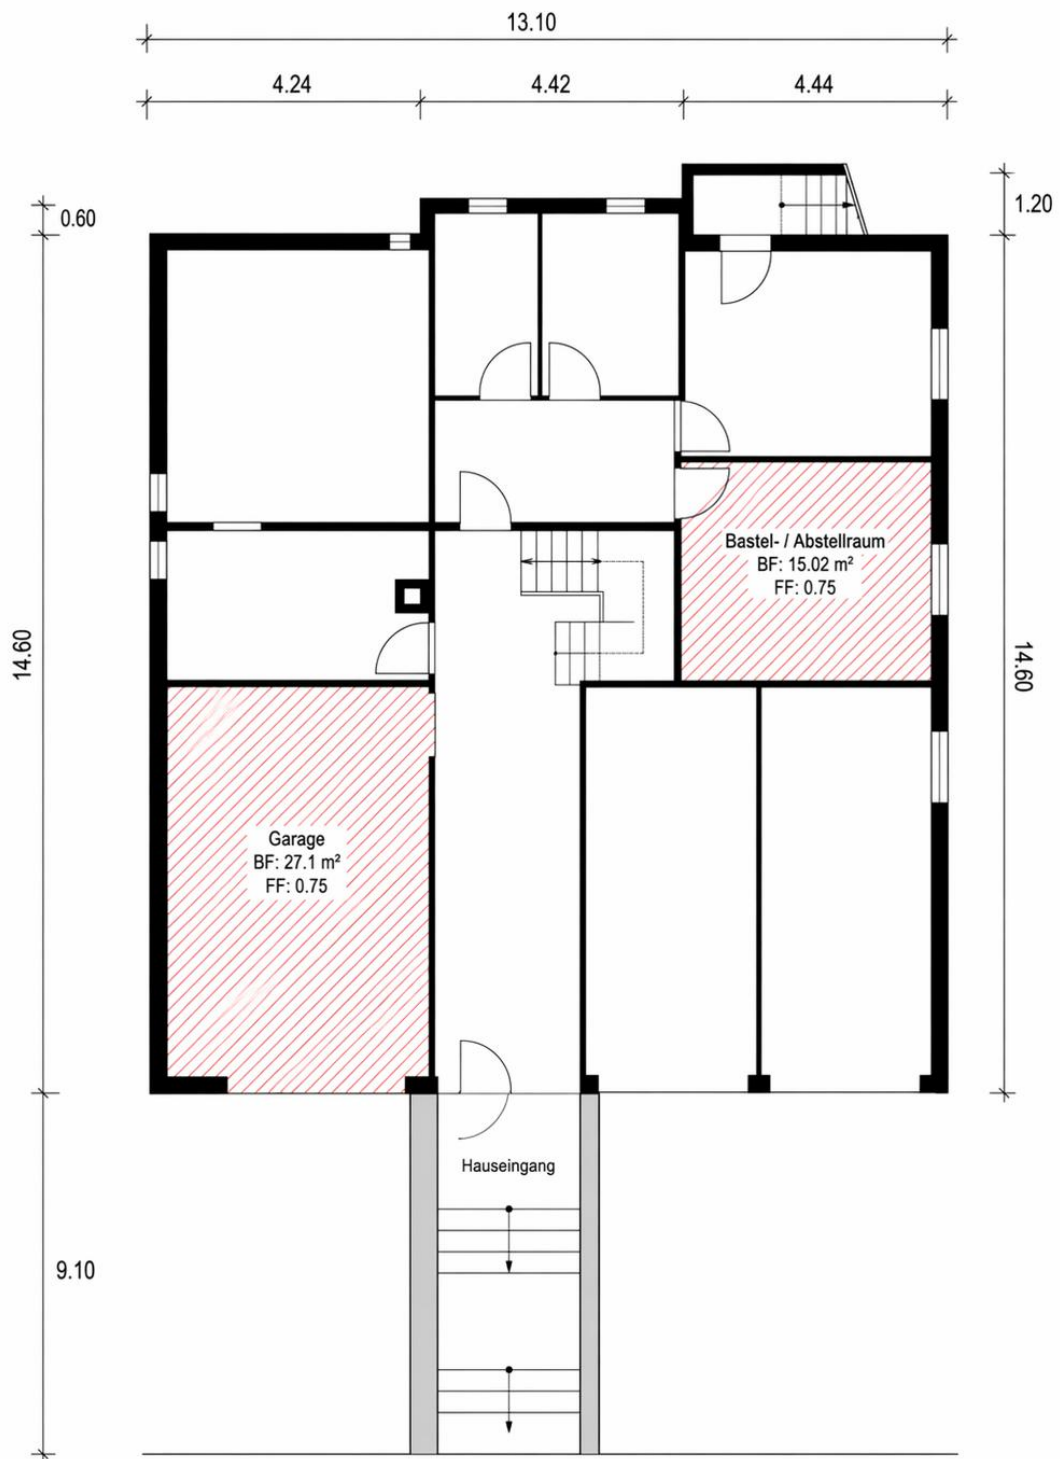 13.10
4.24
4.42
4.44
0.60
1.20
Bastel- / Abstellraum
BF: 15.02 m²
FF: 0.75
14.60
14.60
Garage
BF: 27.1 m²
FF: 0.75
Hauseingang
9.10